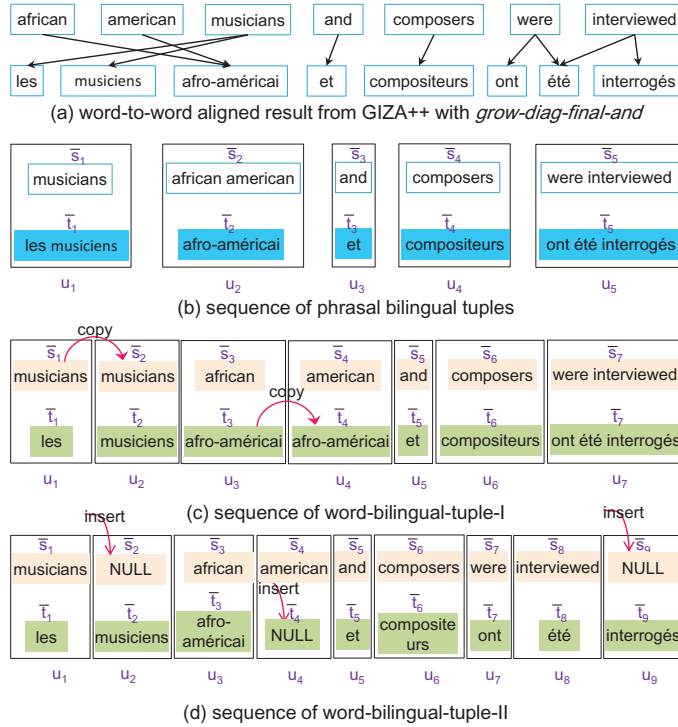 african american musicians and composers were interviewed
les musiciens afro-américai et compositeurs ont été interrogés
(a) word-to-word aligned result from GIZA++ with grow-diag-final-and
s̅1 s̅2 s̅3 s̅4 s̅5
musicians african american and composers were interviewed
t̅1 t̅2 t̅3 t̅4 t̅5
les musiciens afro-américai et compositeurs ont été interrogés
u1 u2 u3 u4 u5
(b) sequence of phrasal bilingual tuples
copy
s̅1 s̅2 s̅3 s̅4 s̅5 s̅6 s̅7
musicians musicians african american and composers were interviewed
copy
t̅1 t̅2 t̅3 t̅4 t̅5 t̅6 t̅7
les musiciens afro-américai afro-américai et compositeurs ont été interrogés
u1 u2 u3 u4 u5 u6 u7
(c) sequence of word-bilingual-tuple-I
insert insert
s̅1 s̅2 s̅3 s̅4 s̅5 s̅6 s̅7 s̅8 s̅9
musicians NULL african american and composers were interviewed NULL
insert
t̅1 t̅2 t̅3 t̅4 t̅5 t̅6 t̅7 t̅8 t̅9
les musiciens afro-américai NULL et compositeurs ont été interrogés
u1 u2 u3 u4 u5 u6 u7 u8 u9
(d) sequence of word-bilingual-tuple-II